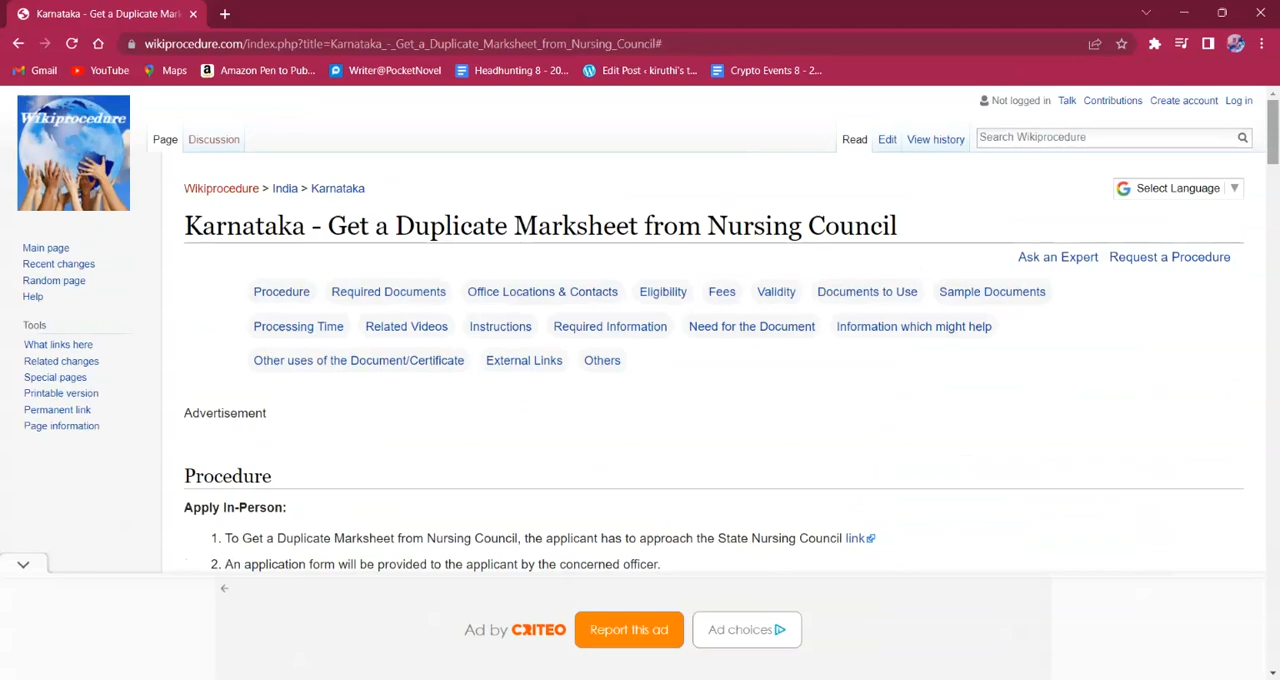 Karnataka - Get a Duplicate Mark
wikiprocedure.com/index.php?title=Karnataka_-_Get_a_Duplicate_Marksheet_from_Nursing_Council#
Gmail YouTube Maps Amazon Pen to Pub... Writer@PocketNovel Headhunting 8 - 20... Edit Post ‹ kiruthi's t... Crypto Events 8 - 2...
Not logged in Talk Contributions Create account Log in
Wikiprocedure
Page Discussion Read Edit View history Search Wikiprocedure
Wikiprocedure > India > Karnataka Select Language ▼
Karnataka - Get a Duplicate Marksheet from Nursing Council
Ask an Expert Request a Procedure
Main page
Recent changes
Random page
Help
Tools
What links here
Related changes
Special pages
Printable version
Permanent link
Page information
Procedure Required Documents Office Locations & Contacts Eligibility Fees Validity Documents to Use Sample Documents
Processing Time Related Videos Instructions Required Information Need for the Document Information which might help
Other uses of the Document/Certificate External Links Others
Advertisement
Procedure
Apply In-Person:
1. To Get a Duplicate Marksheet from Nursing Council, the applicant has to approach the State Nursing Council link
2. An application form will be provided to the applicant by the concerned officer.
Ad by CRITEO Report this ad Ad choices